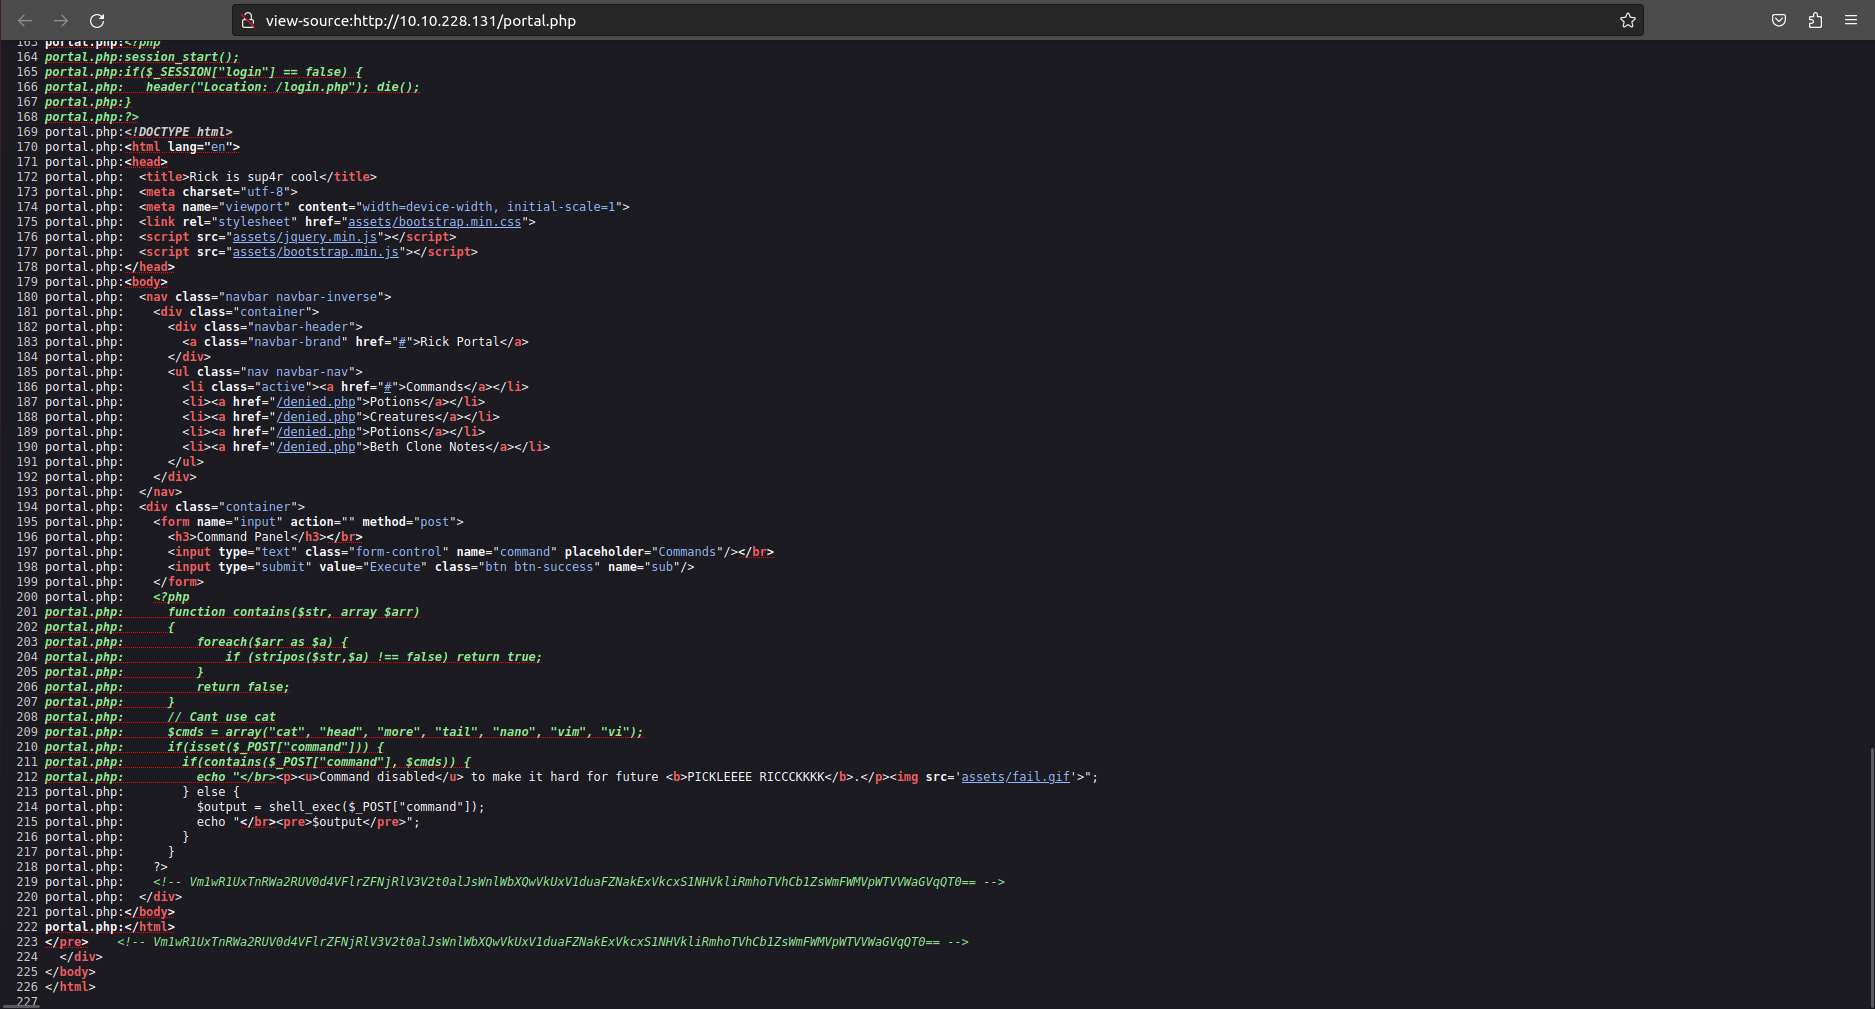 view-source:http://10.10.228.131/portal.php
163 portal.php:<?php
164 portal.php:session_start();
165 portal.php:if($_SESSION["login"] == false) {
166 portal.php:   header("Location: /login.php"); die();
167 portal.php:}
168 portal.php:?>
169 portal.php:<!DOCTYPE html>
170 portal.php:<html lang="en">
171 portal.php:<head>
172 portal.php:  <title>Rick is sup4r cool</title>
173 portal.php:  <meta charset="utf-8">
174 portal.php:  <meta name="viewport" content="width=device-width, initial-scale=1">
175 portal.php:  <link rel="stylesheet" href="assets/bootstrap.min.css">
176 portal.php:  <script src="assets/jquery.min.js"></script>
177 portal.php:  <script src="assets/bootstrap.min.js"></script>
178 portal.php:</head>
179 portal.php:<body>
180 portal.php:  <nav class="navbar navbar-inverse">
181 portal.php:    <div class="container">
182 portal.php:      <div class="navbar-header">
183 portal.php:        <a class="navbar-brand" href="#">Rick Portal</a>
184 portal.php:      </div>
185 portal.php:      <ul class="nav navbar-nav">
186 portal.php:        <li class="active"><a href="#">Commands</a></li>
187 portal.php:        <li><a href="/denied.php">Potions</a></li>
188 portal.php:        <li><a href="/denied.php">Creatures</a></li>
189 portal.php:        <li><a href="/denied.php">Potions</a></li>
190 portal.php:        <li><a href="/denied.php">Beth Clone Notes</a></li>
191 portal.php:      </ul>
192 portal.php:    </div>
193 portal.php:  </nav>
194 portal.php:  <div class="container">
195 portal.php:    <form name="input" action="" method="post">
196 portal.php:      <h3>Command Panel</h3></br>
197 portal.php:      <input type="text" class="form-control" name="command" placeholder="Commands"/></br>
198 portal.php:      <input type="submit" value="Execute" class="btn btn-success" name="sub"/>
199 portal.php:    </form>
200 portal.php:    <?php
201 portal.php:      function contains($str, array $arr)
202 portal.php:      {
203 portal.php:          foreach($arr as $a) {
204 portal.php:              if (stripos($str,$a) !== false) return true;
205 portal.php:          }
206 portal.php:          return false;
207 portal.php:      }
208 portal.php:      // Cant use cat
209 portal.php:      $cmds = array("cat", "head", "more", "tail", "nano", "vim", "vi");
210 portal.php:      if(isset($_POST["command"])) {
211 portal.php:        if(contains($_POST["command"], $cmds)) {
212 portal.php:          echo "</br><p><u>Command disabled</u> to make it hard for future <b>PICKLEEEE RICCCKKKK</b>.</p><img src='assets/fail.gif'>";
213 portal.php:        } else {
214 portal.php:          $output = shell_exec($_POST["command"]);
215 portal.php:          echo "</br><pre>$output</pre>";
216 portal.php:        }
217 portal.php:      }
218 portal.php:    ?>
219 portal.php:    <!-- Vm1wR1UxTnRWa2RUV0d4VFlrZFNjRlV3V2t0alJsWnlWbXQwVkUxV1duaFZNakExVkcxS1NHVkliRmhoTVhCb1ZsWmFWMVpWTVVWaGVqQT0== -->
220 portal.php:  </div>
221 portal.php:</body>
222 portal.php:</html>
223 </pre>    <!-- Vm1wR1UxTnRWa2RUV0d4VFlrZFNjRlV3V2t0alJsWnlWbXQwVkUxV1duaFZNakExVkcxS1NHVkliRmhoTVhCb1ZsWmFWMVpWTVVWaGVqQT0== -->
224   </div>
225 </body>
226 </html>
227